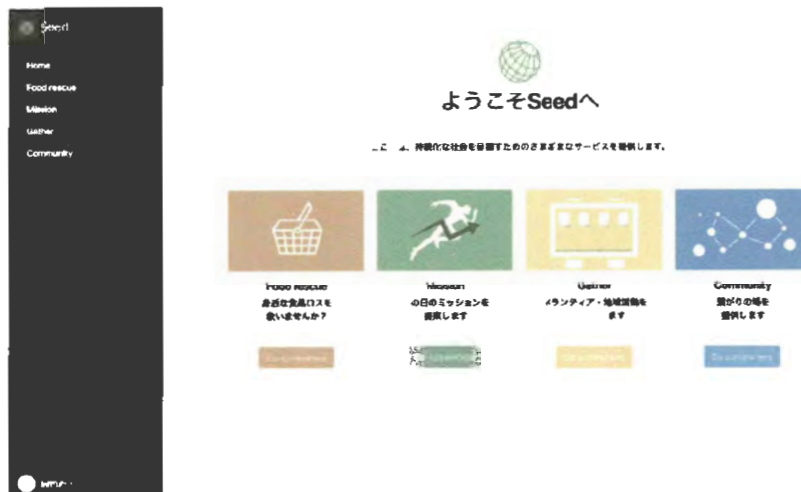 Seed
Home
Food rescue
Mission
Gather
Community
ようこそSeedへ
持続化な社会を目指すためのさまざまなサービスを提供します。
Food rescue
身近な食品ロスを
救いませんか？
Mission
の日のミッションを
提案します
Gather
ランティア・地域活動を
ます
Community
繋がりの場を
提供します